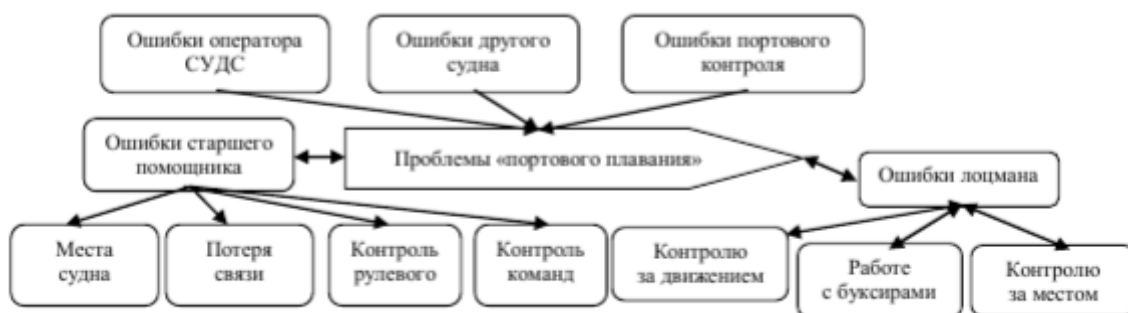 Ошибки оператора
СУДС
Ошибки другого
судна
Ошибки портового
контроля
Ошибки старшего
помощника
Проблемы «портового плавания»
Ошибки лоцмана
Места
судна
Потеря
связи
Контроль
рулевого
Контроль
команд
Контролю
за движением
Работе
с буксирами
Контролю
за местом